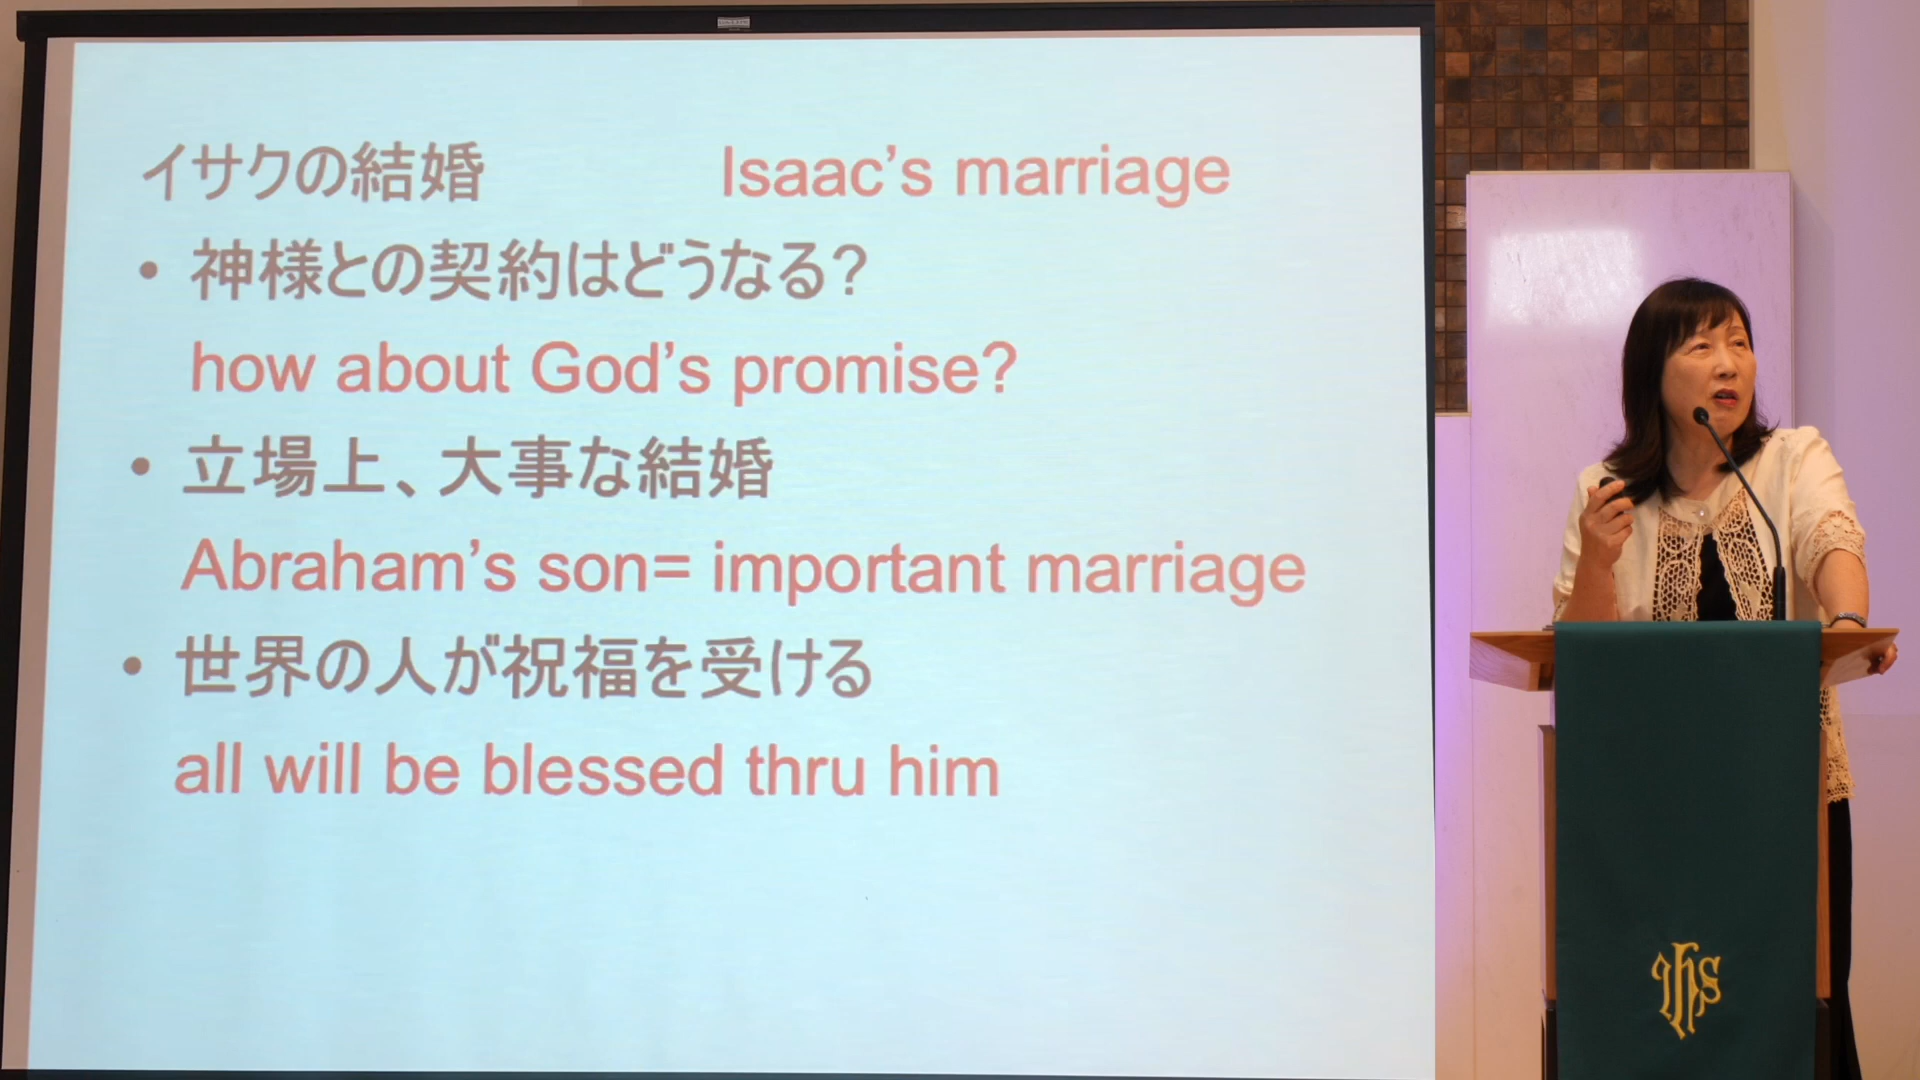 イサクの結婚 Isaac's marriage
• 神様との契約はどうなる?
how about God's promise?
• 立場上、大事な結婚
Abraham's son= important marriage
• 世界の人が祝福を受ける
all will be blessed thru him
IHS